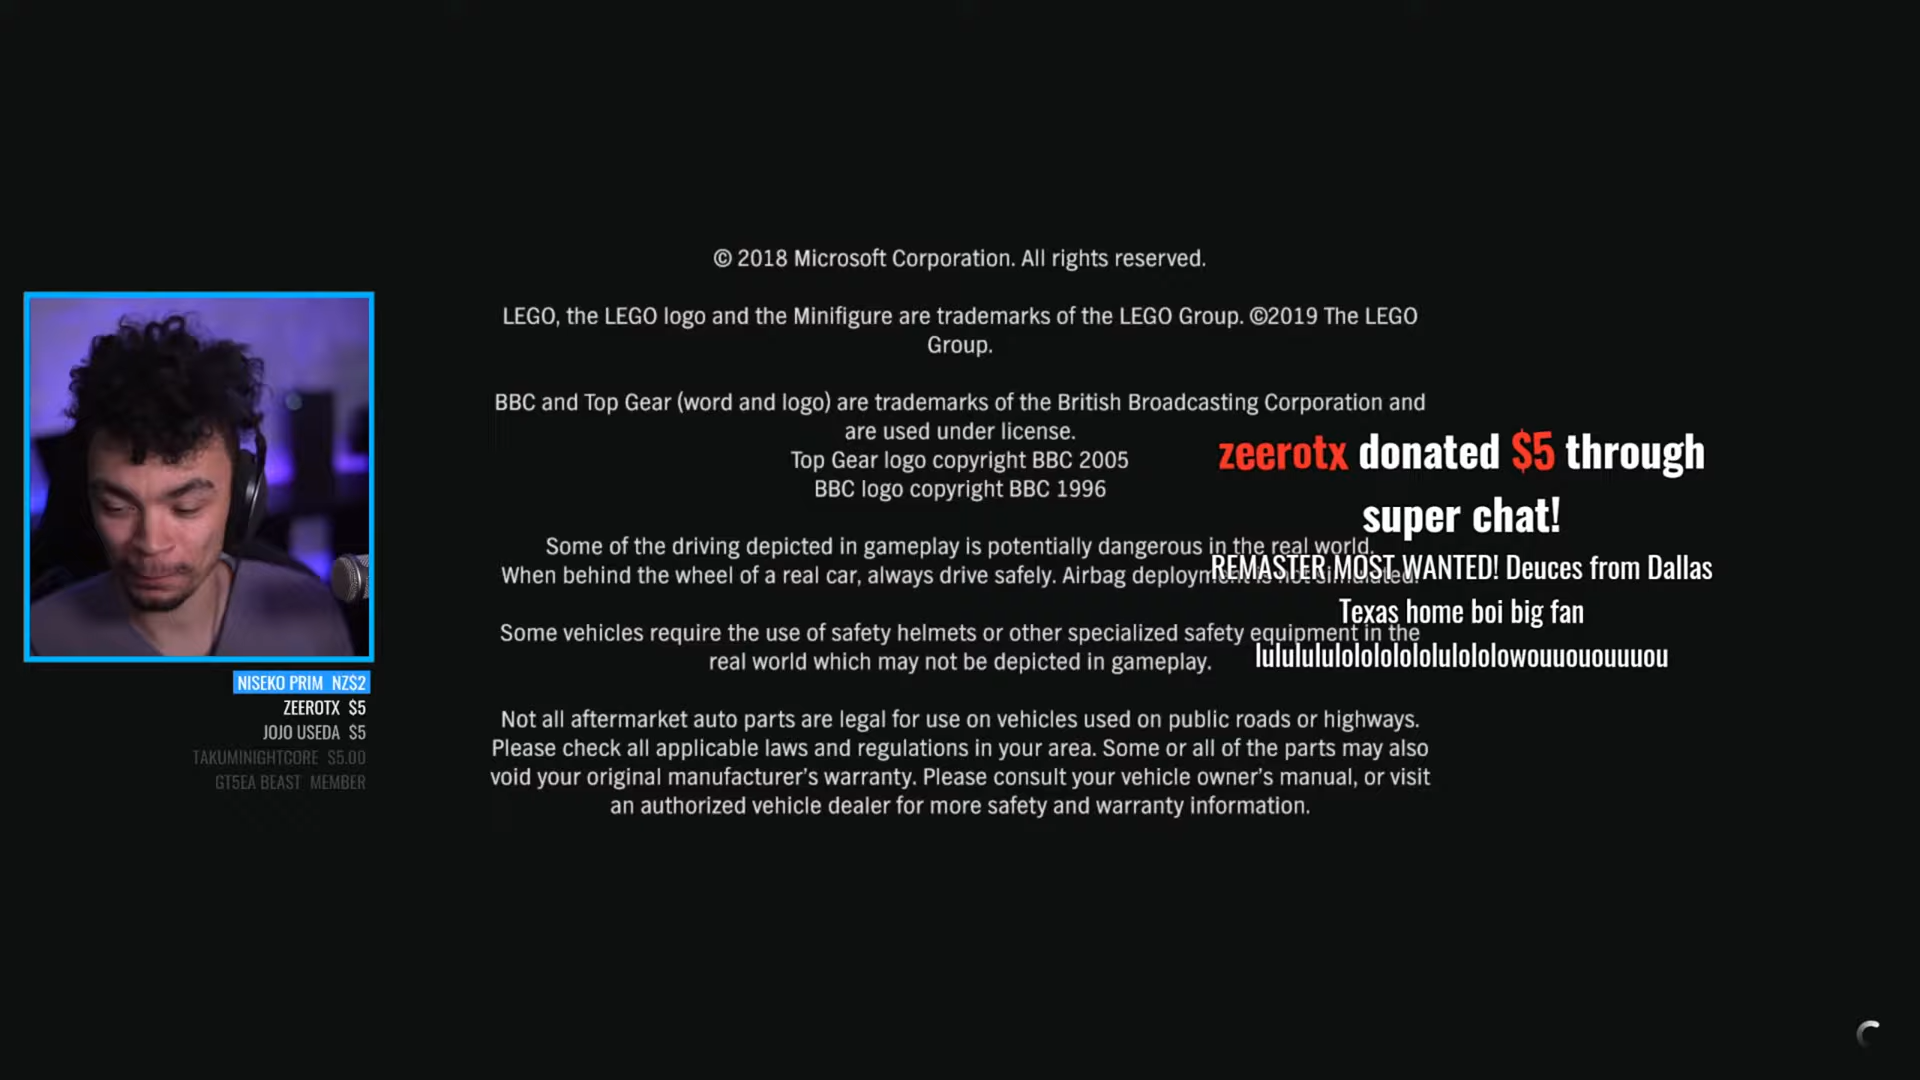 © 2018 Microsoft Corporation. All rights reserved.
LEGO, the LEGO logo and the Minifigure are trademarks of the LEGO Group. ©2019 The LEGO
Group.
BBC and Top Gear (word and logo) are trademarks of the British Broadcasting Corporation and
are used under license.
Top Gear logo copyright BBC 2005
BBC logo copyright BBC 1996
Some of the driving depicted in gameplay is potentially dangerous in the real world.
When behind the wheel of a real car, always drive safely. Airbag deployment is not simulated.
Some vehicles require the use of safety helmets or other specialized safety equipment in the
real world which may not be depicted in gameplay.
Not all aftermarket auto parts are legal for use on vehicles used on public roads or highways.
Please check all applicable laws and regulations in your area. Some or all of the parts may also
void your original manufacturer's warranty. Please consult your vehicle owner's manual, or visit
an authorized vehicle dealer for more safety and warranty information.
zeerotx donated $5 through
super chat!
REMASTER MOST WANTED! Deuces from Dallas
Texas home boi big fan
lululululolololololulololowouuouououuuou
NISEKO PRIM NZ$2
ZEEROTX $5
JOJO USEDA $5
TAKUMINIGHTCORE $5.00
GT5EA BEAST MEMBER